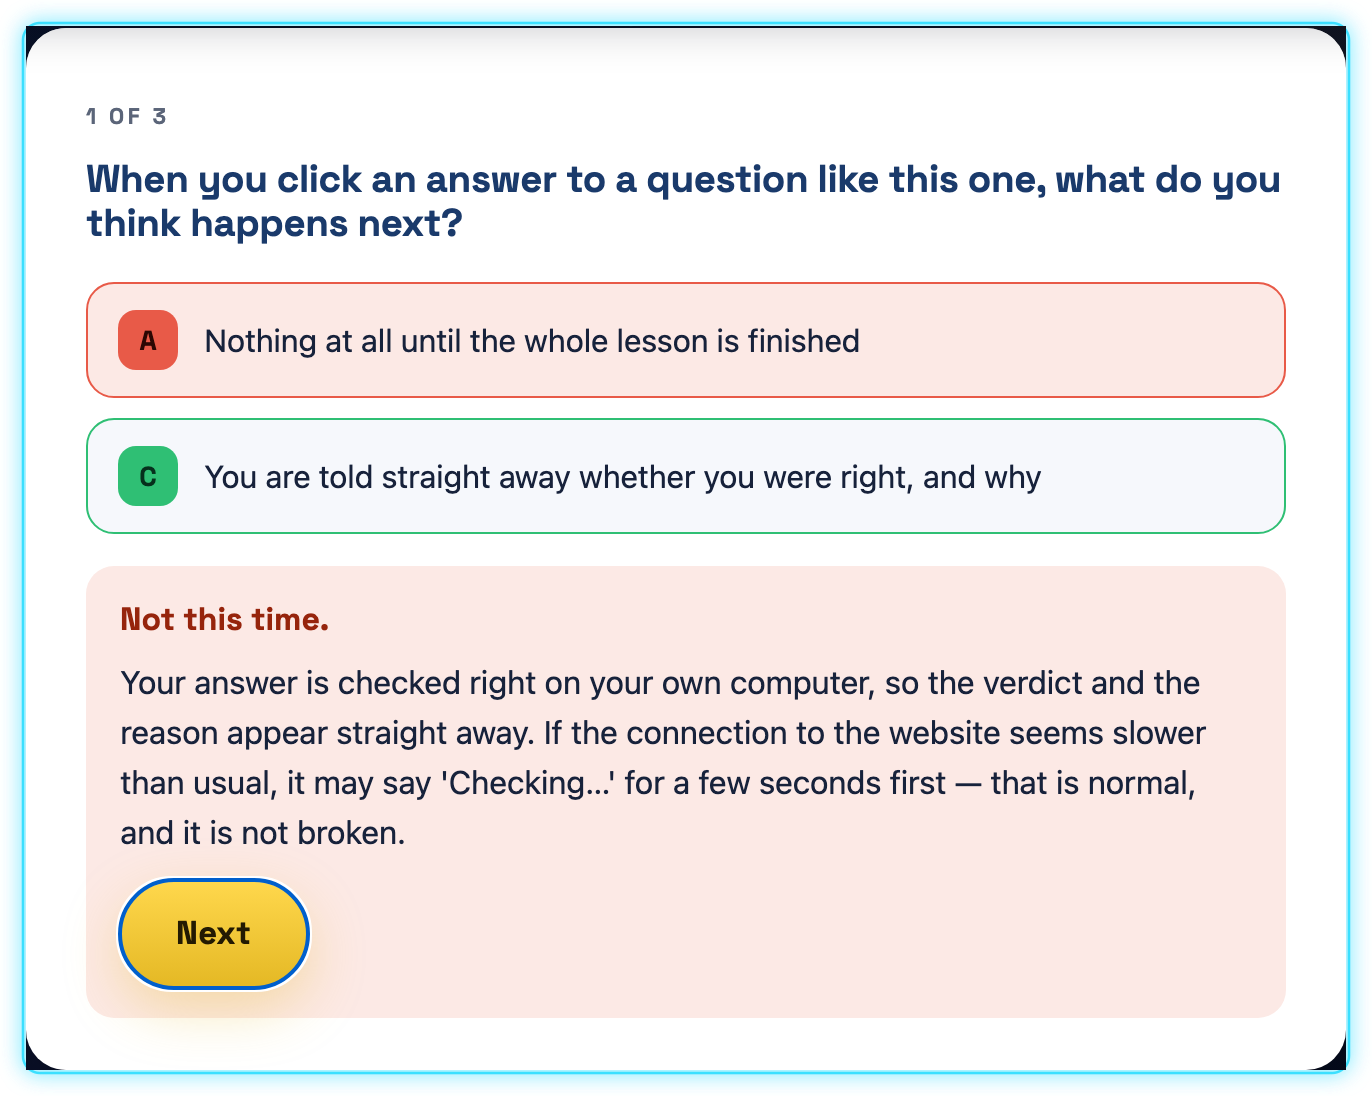 1 OF 3
When you click an answer to a question like this one, what do you
think happens next?
A Nothing at all until the whole lesson is finished
C You are told straight away whether you were right, and why
Not this time.
Your answer is checked right on your own computer, so the verdict and the
reason appear straight away. If the connection to the website seems slower
than usual, it may say 'Checking...' for a few seconds first — that is normal,
and it is not broken.
Next